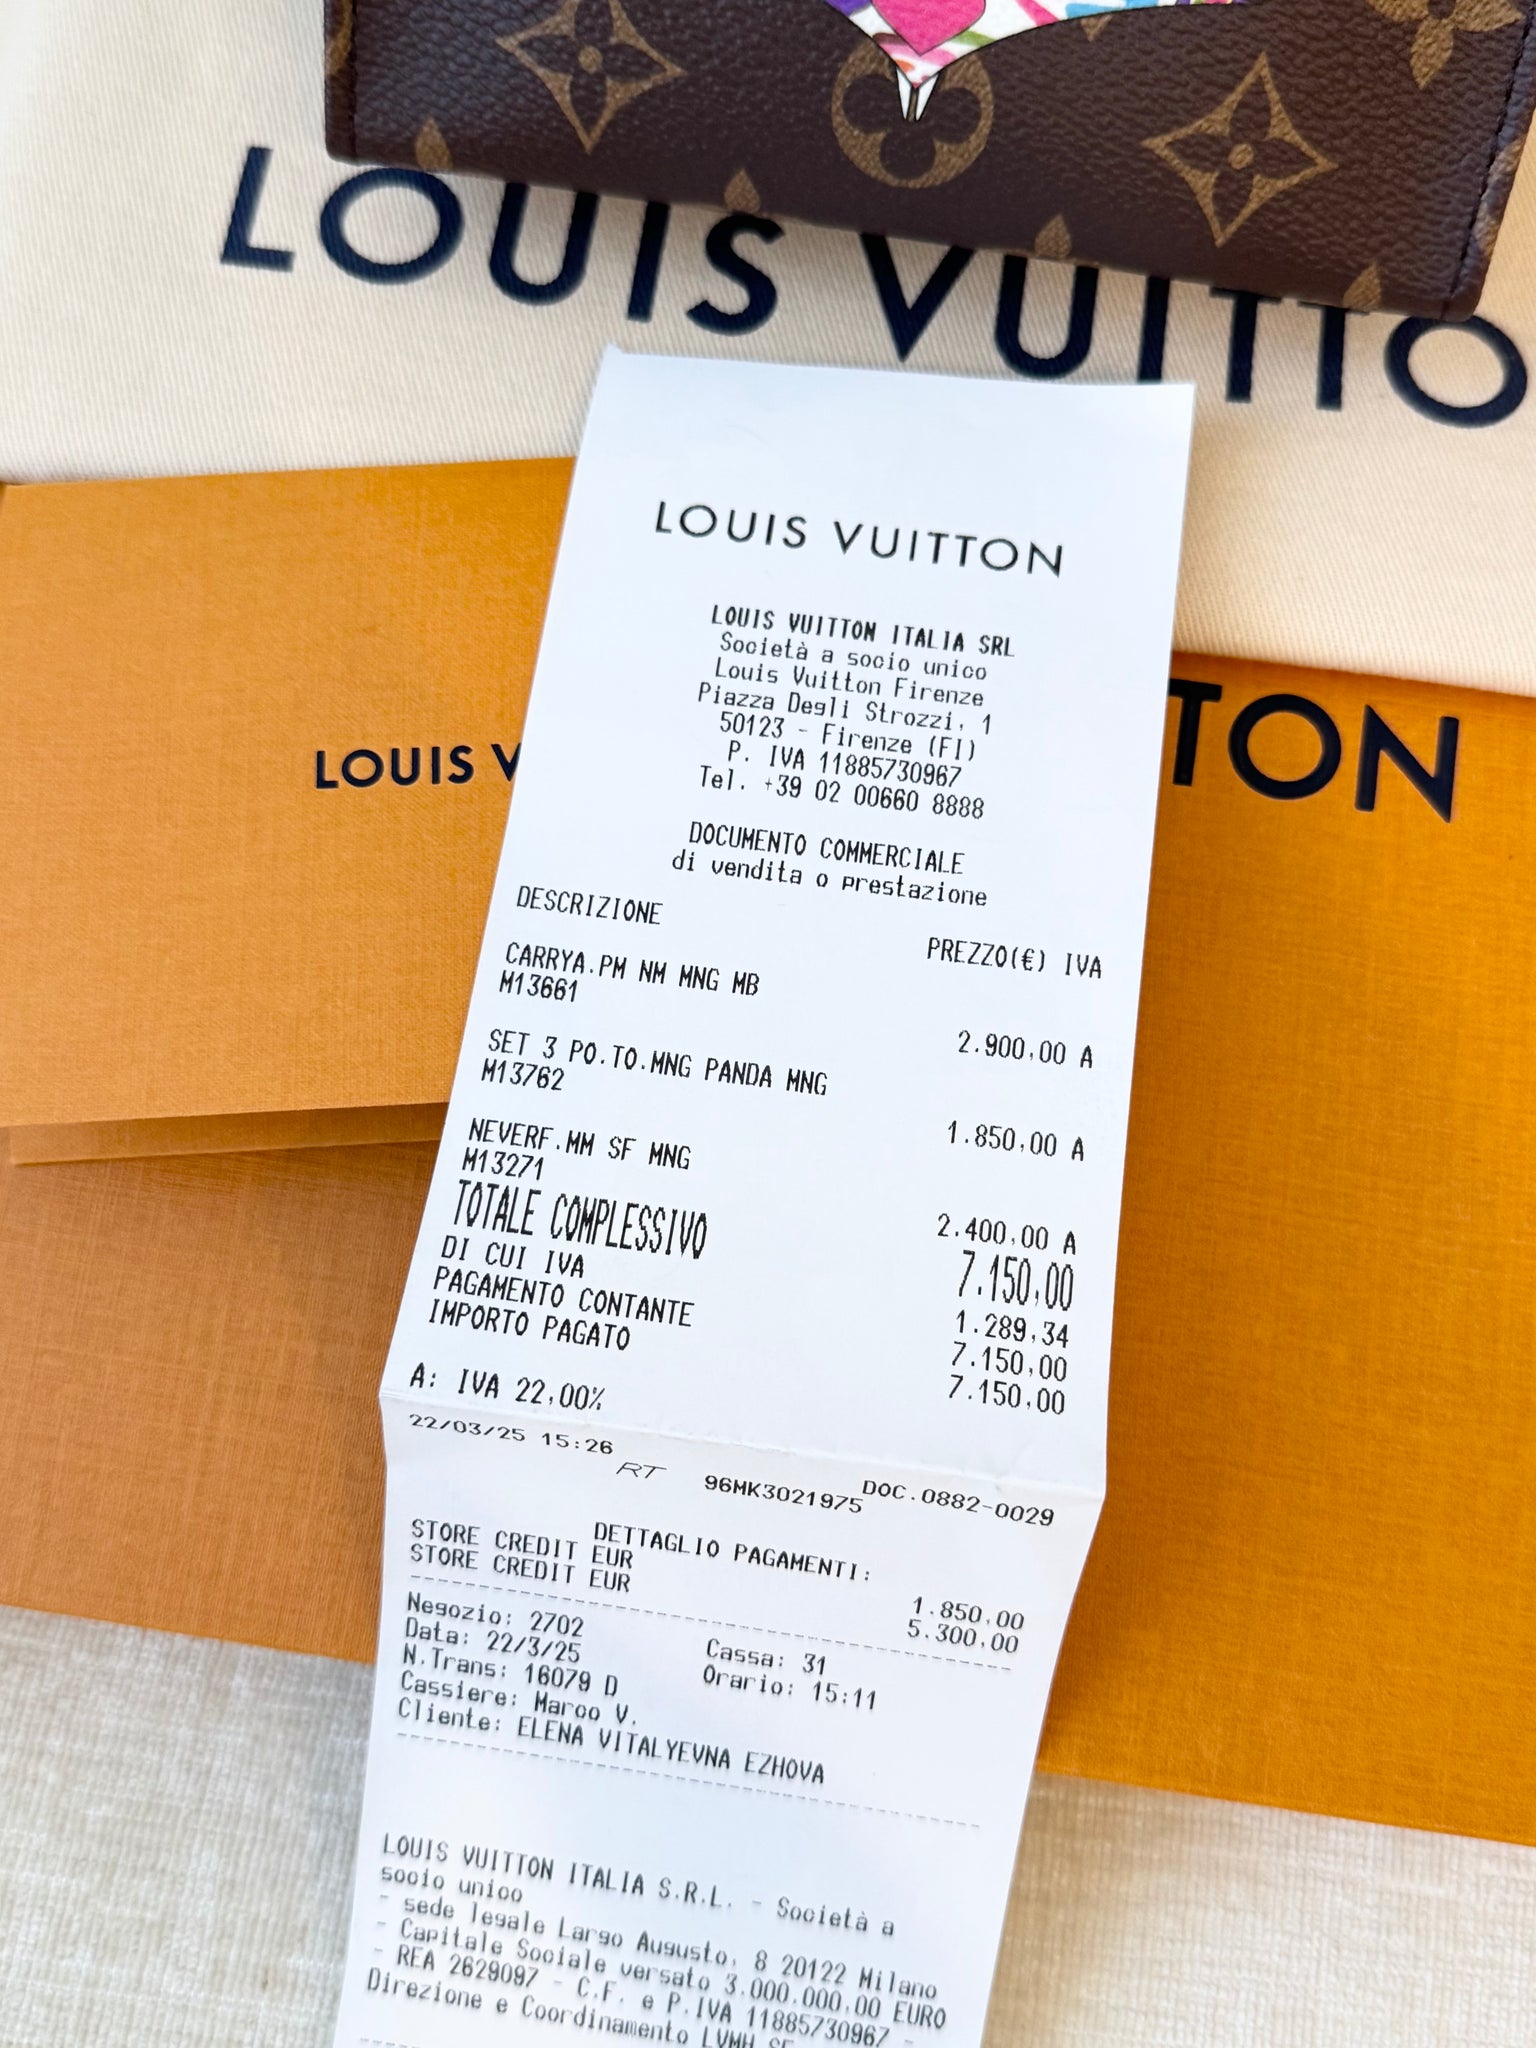 LOUIS VUITTO
LOUIS V
TON
LOUIS VUITTON
LOUIS VUITTON ITALIA SRL
Società a socio unico
Louis Vuitton Firenze
Piazza Degli Strozzi, 1
50123 - Firenze (FI)
P. IVA 11885730967
Tel. +39 02 00660 8888
DOCUMENTO COMMERCIALE
di vendita o prestazione
DESCRIZIONE PREZZO(€) IVA
CARRYA.PM NM MNG MB
M13661
2.900,00 A
SET 3 PO.TO.MNG PANDA MNG
M13762
1.850,00 A
NEVERF.MM SF MNG
M13271
2.400,00 A
TOTALE COMPLESSIVO 7.150,00
DI CUI IVA 1.289,34
PAGAMENTO CONTANTE 7.150,00
IMPORTO PAGATO 7.150,00
A: IVA 22,00%
22/03/25 15:26 DOC.0882-0029
RT 96MK3021975
DETTAGLIO PAGAMENTI:
STORE CREDIT EUR 1.850,00
STORE CREDIT EUR 5.300,00
Negozio: 2702 Cassa: 31
Data: 22/3/25 Orario: 15:11
N.Trans: 16079 D
Cassiere: Marco V.
Cliente: ELENA VITALYEVNA EZHOVA
LOUIS VUITTON ITALIA S.R.L. - Società a
socio unico
- sede legale Largo Augusto, 8 20122 Milano
- Capitale Sociale versato 3.000.000,00 EURO
- REA 2629097 - C.F. e P.IVA 11885730967 -
Direzione e Coordinamento LVMH